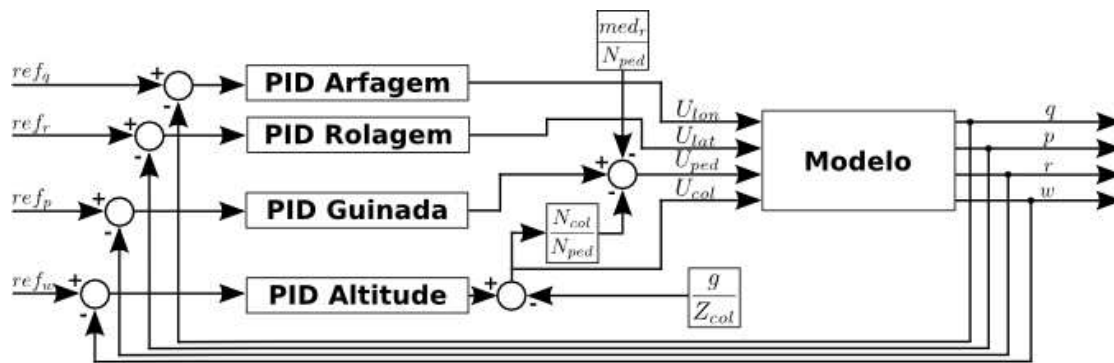 med_r
N_ped
ref_q
+
-
PID Arfagem
U_lon
q
ref_r
+
-
PID Rolagem
-
U_lat
Modelo
p
+
U_ped
r
ref_p
+
-
PID Guinada
-
U_col
w
N_col
N_ped
ref_w
+
-
PID Altitude
+
-
g
Z_col